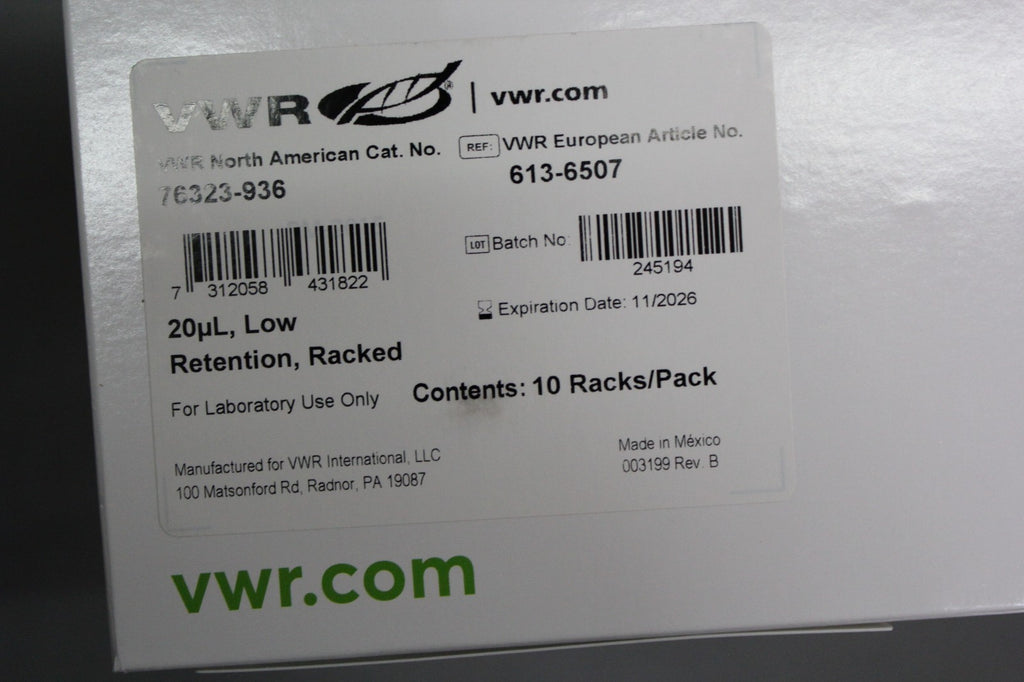 VWR | vwr.com
VWR North American Cat. No.
76323-936
REF: VWR European Article No.
613-6507
7 312058 431822
LOT Batch No:
245194
Expiration Date: 11/2026
20µL, Low
Retention, Racked
For Laboratory Use Only
Contents: 10 Racks/Pack
Manufactured for VWR International, LLC
100 Matsonford Rd, Radnor, PA 19087
Made in México
003199 Rev. B
vwr.com